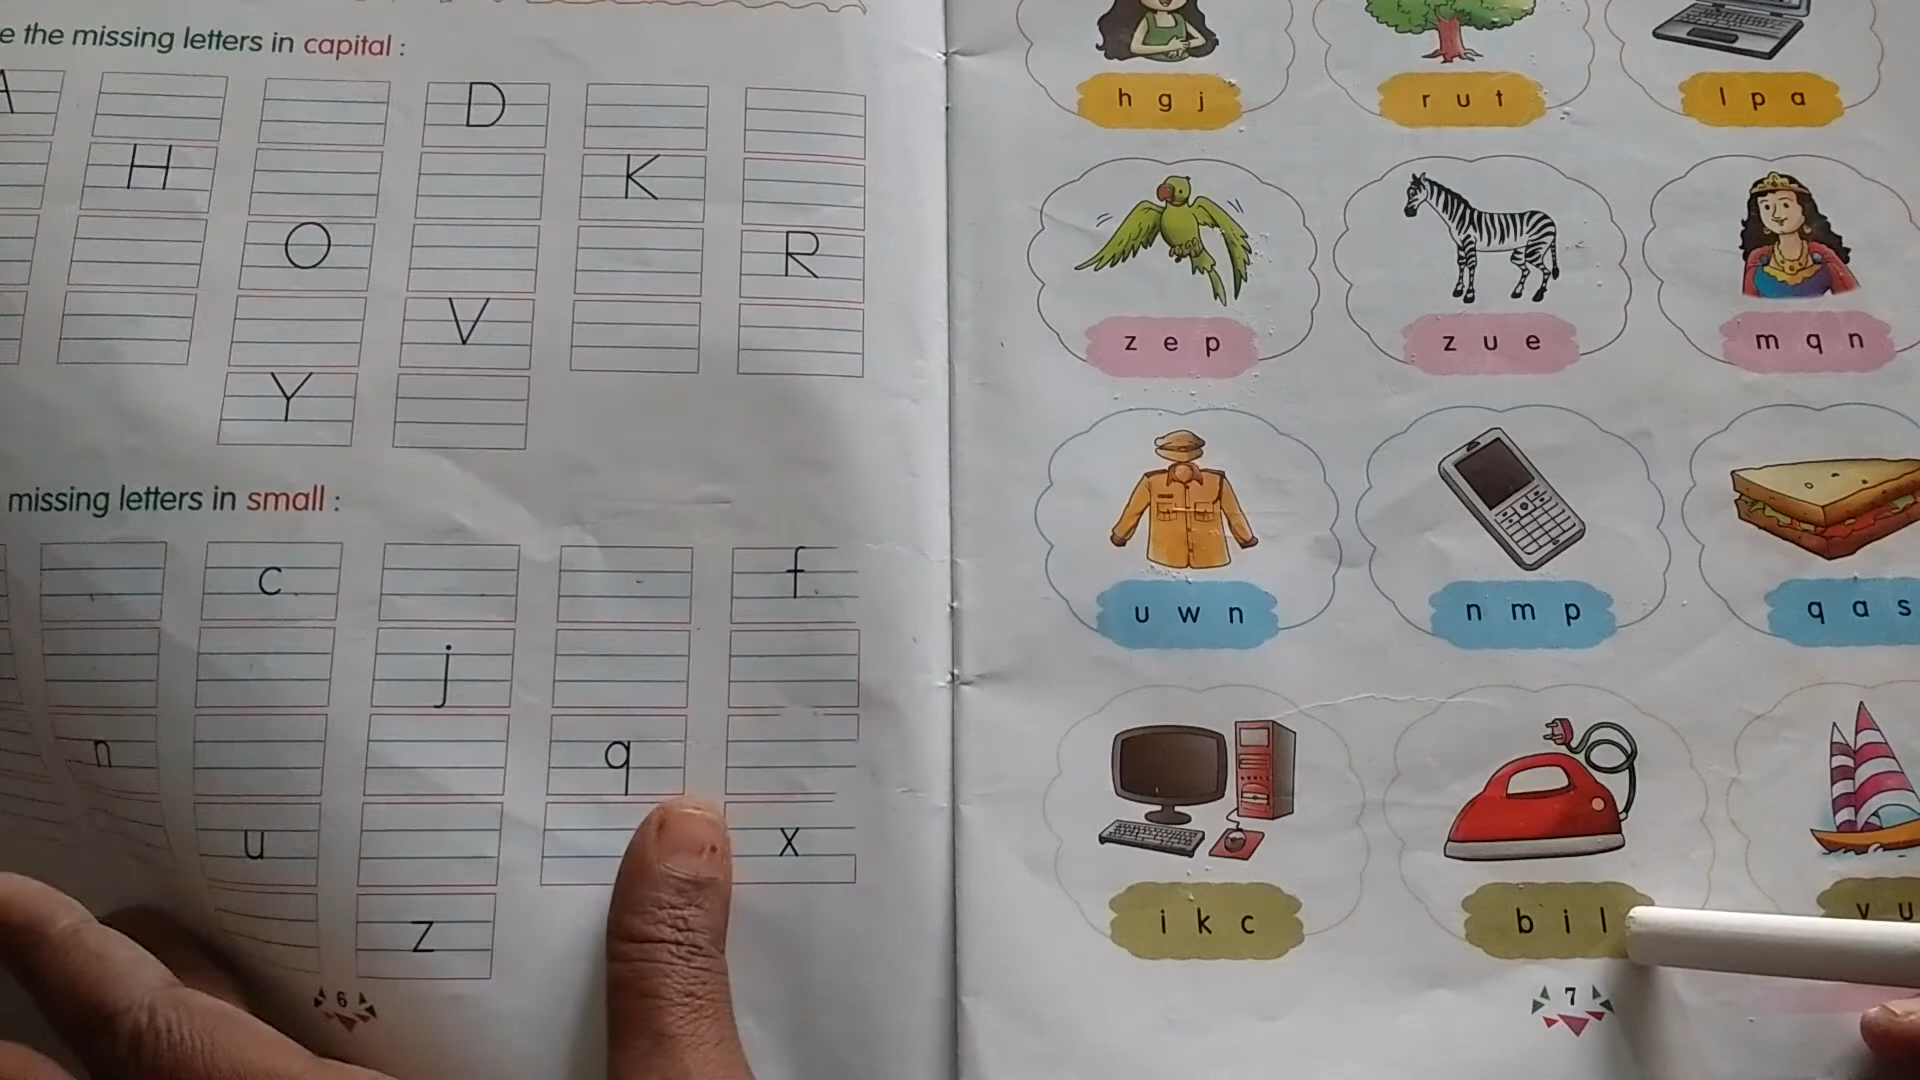 e the missing letters in capital :
A D
H K
O R
V
Y
missing letters in small :
c f
j
n q
u x
z
6
h g j r u t l p a
z e p z u e m q n
u w n n m p q a s
i k c b i l v u
7